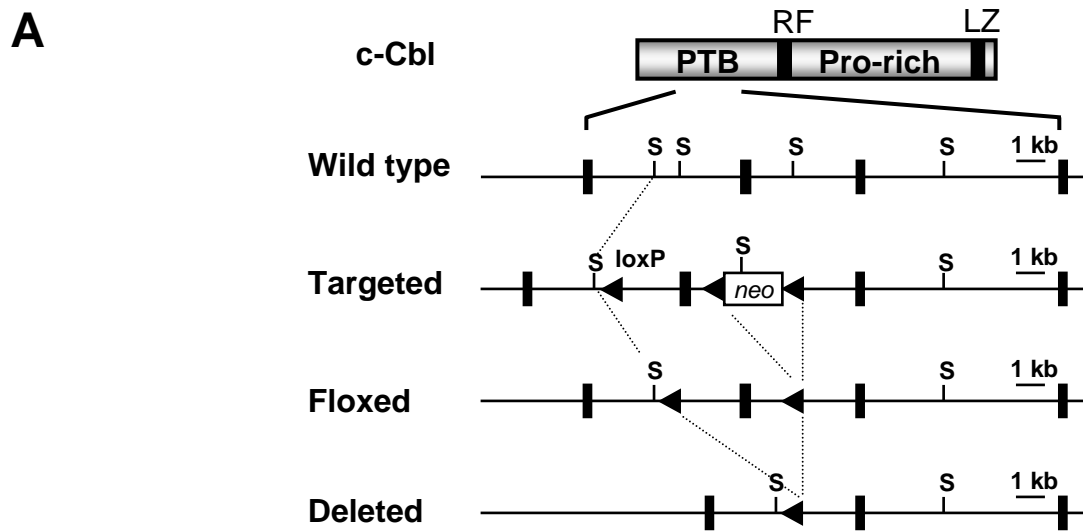 A
RF LZ
c-Cbl PTB Pro-rich
S S S S 1 kb
Wild type
S loxP S S 1 kb
Targeted neo
S S 1 kb
Floxed
S S 1 kb
Deleted